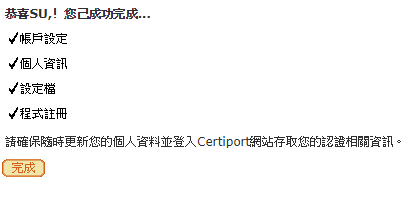 恭喜SU,! 您已成功完成...
✓帳戶設定
✓個人資訊
✓設定檔
✓程式註冊
請確保隨時更新您的個人資料並登入Certiport網站存取您的認證相關資訊。
完成